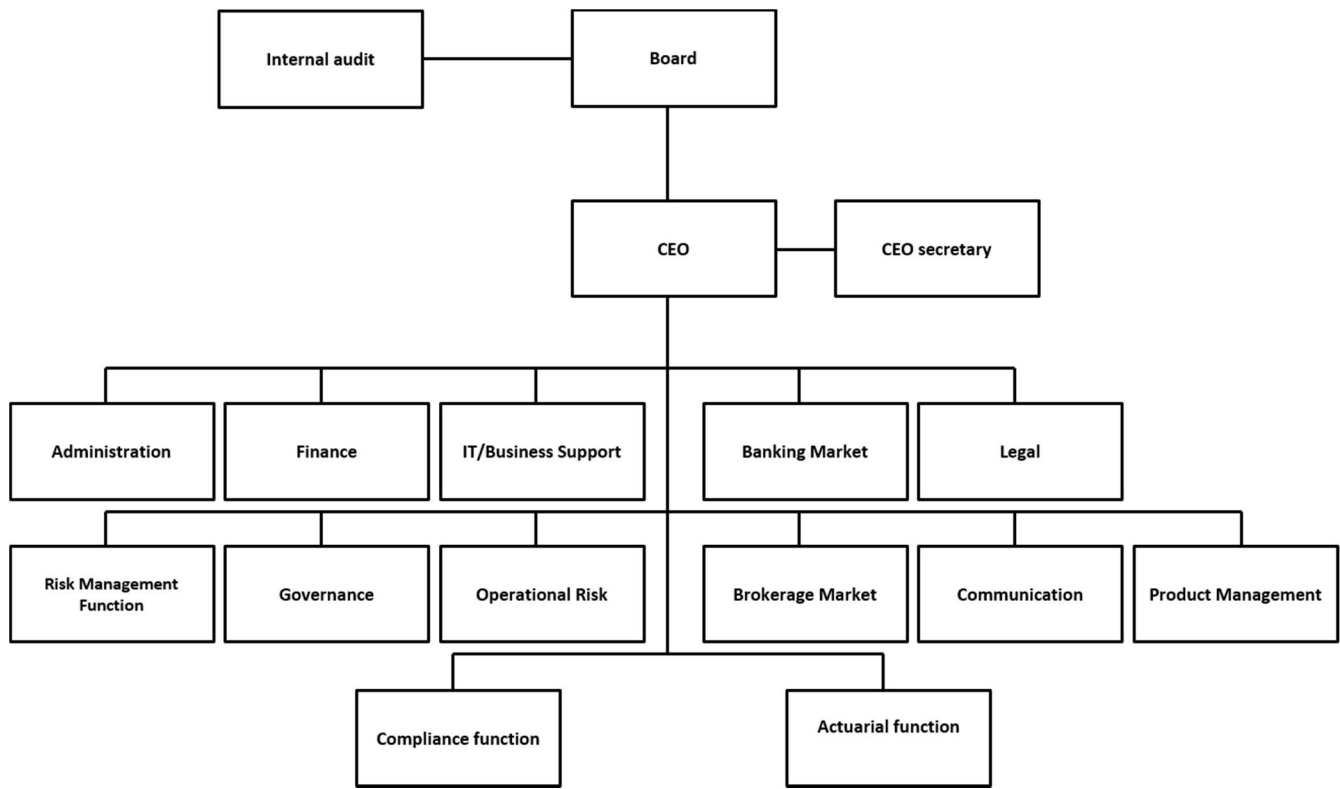 Internal audit
Board
CEO
CEO secretary
Administration
Finance
IT/Business Support
Banking Market
Legal
Risk Management
Function
Governance
Operational Risk
Brokerage Market
Communication
Product Management
Compliance function
Actuarial function